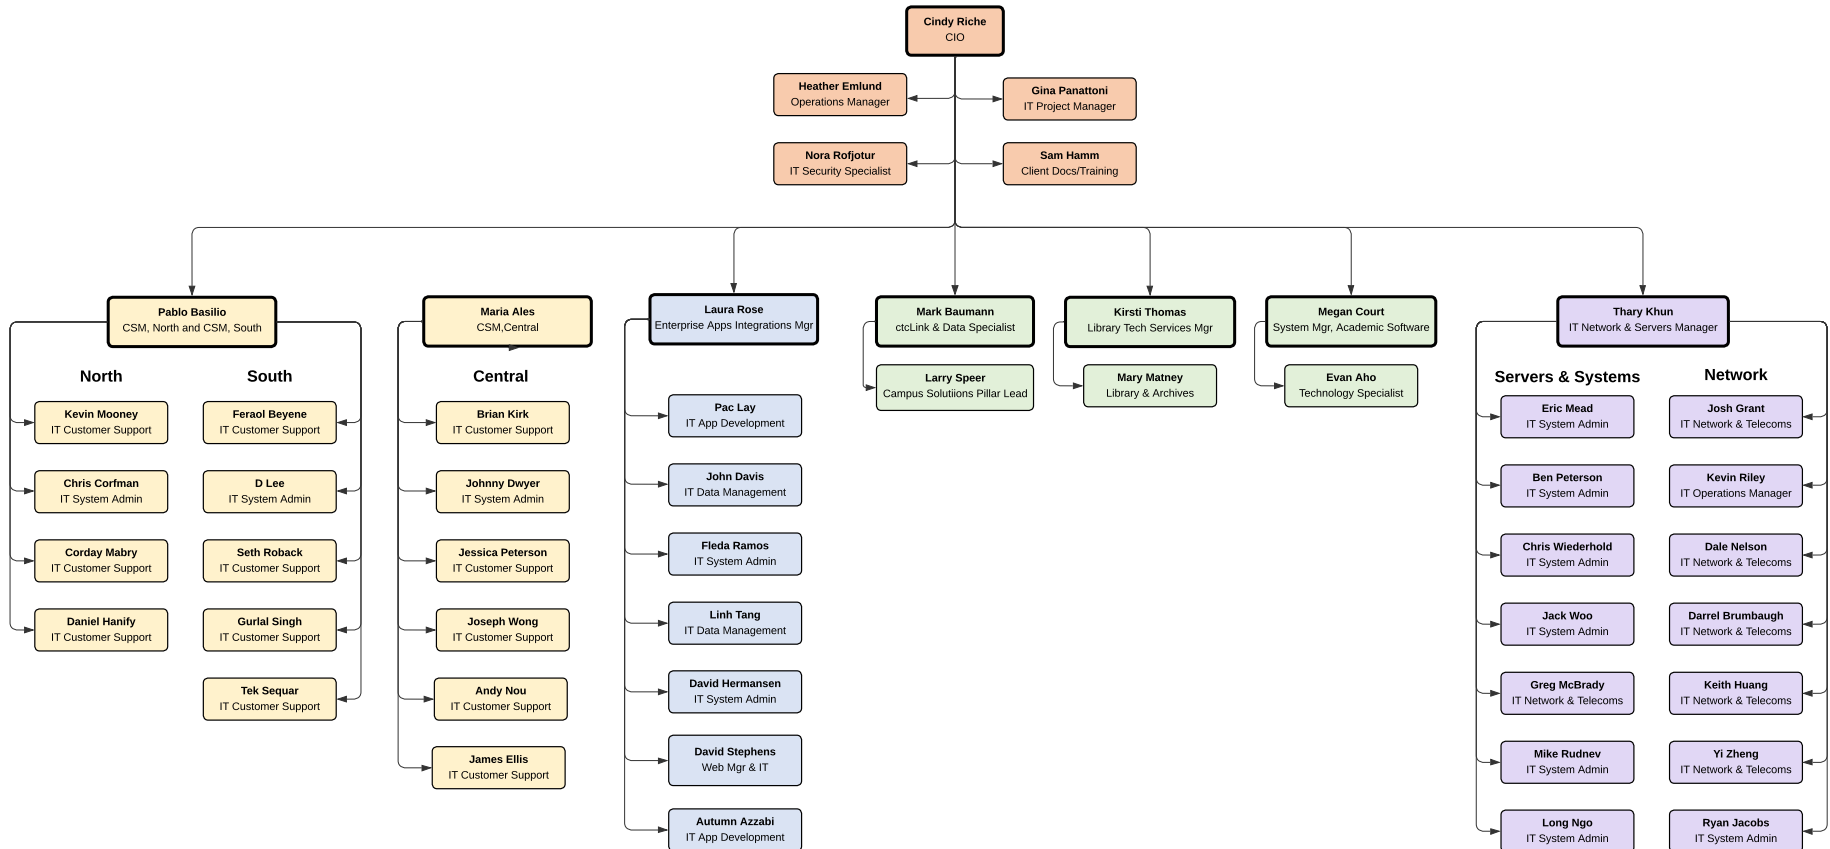 Cindy Riche
CIO
Heather Emlund
Operations Manager
Gina Panattoni
IT Project Manager
Nora Rofjotur
IT Security Specialist
Sam Hamm
Client Docs/Training
Pablo Basilio
CSM, North and CSM, South
North
Kevin Mooney
IT Customer Support
Chris Corfman
IT System Admin
Corday Mabry
IT Customer Support
Daniel Hanify
IT Customer Support
South
Feraol Beyene
IT Customer Support
D Lee
IT System Admin
Seth Roback
IT Customer Support
Gurlal Singh
IT Customer Support
Tek Sequar
IT Customer Support
Maria Ales
CSM,Central
Central
Brian Kirk
IT Customer Support
Johnny Dwyer
IT System Admin
Jessica Peterson
IT Customer Support
Joseph Wong
IT Customer Support
Andy Nou
IT Customer Support
James Ellis
IT Customer Support
Laura Rose
Enterprise Apps Integrations Mgr
Pac Lay
IT App Development
John Davis
IT Data Management
Fleda Ramos
IT System Admin
Linh Tang
IT Data Management
David Hermansen
IT System Admin
David Stephens
Web Mgr & IT
Autumn Azzabi
IT App Development
Mark Baumann
ctcLink & Data Specialist
Larry Speer
Campus Solutiions Pillar Lead
Kirsti Thomas
Library Tech Services Mgr
Mary Matney
Library & Archives
Megan Court
System Mgr, Academic Software
Evan Aho
Technology Specialist
Thary Khun
IT Network & Servers Manager
Servers & Systems
Eric Mead
IT System Admin
Ben Peterson
IT System Admin
Chris Wiederhold
IT System Admin
Jack Woo
IT System Admin
Greg McBrady
IT Network & Telecoms
Mike Rudnev
IT System Admin
Long Ngo
IT System Admin
Network
Josh Grant
IT Network & Telecoms
Kevin Riley
IT Operations Manager
Dale Nelson
IT Network & Telecoms
Darrel Brumbaugh
IT Network & Telecoms
Keith Huang
IT Network & Telecoms
Yi Zheng
IT Network & Telecoms
Ryan Jacobs
IT System Admin